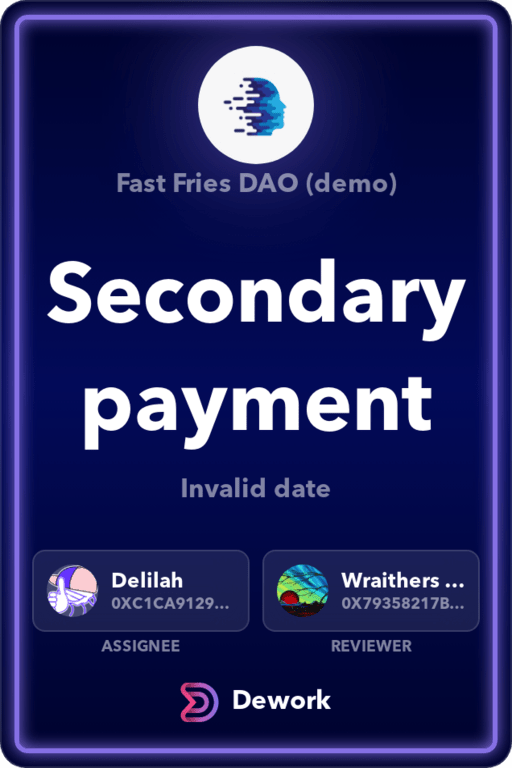 Fast Fries DAO (demo)
Secondary
payment
Invalid date
Delilah
0XC1CA9129...
ASSIGNEE
Wraithers ...
0X79358217B...
REVIEWER
Dework